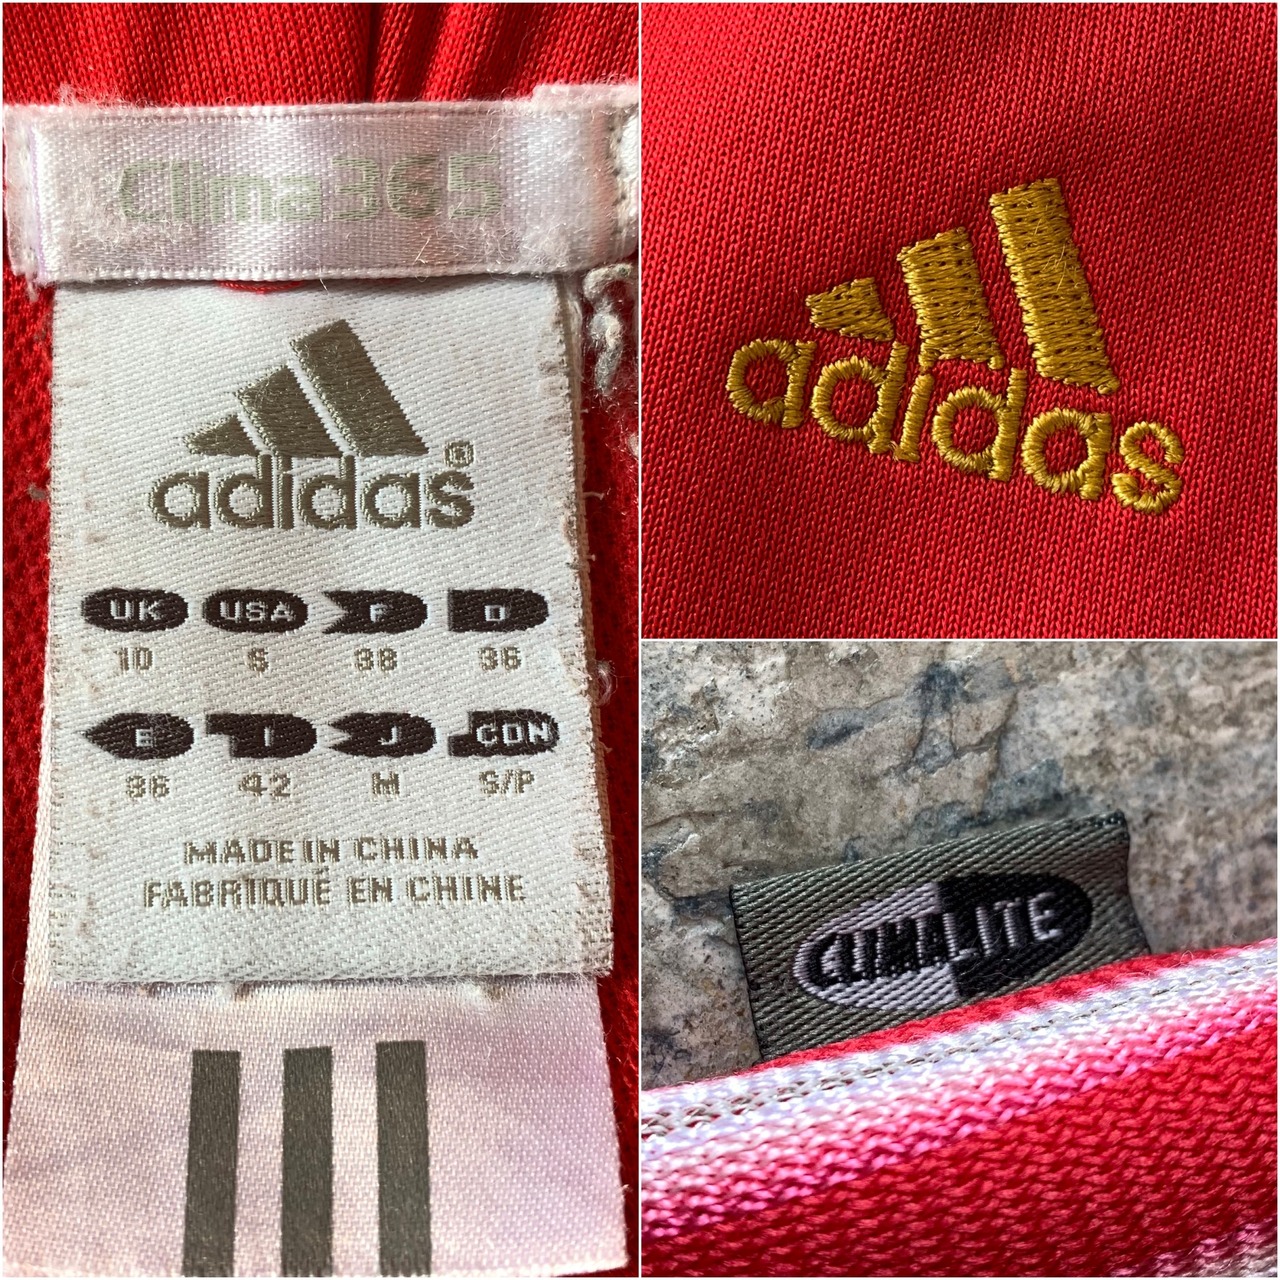 Clima365
adidas®
UK USA F D
10 S 38 36
E I J CDN
36 42 M S/P
MADE IN CHINA
FABRIQUÉ EN CHINE
adidas
CLIMALITE